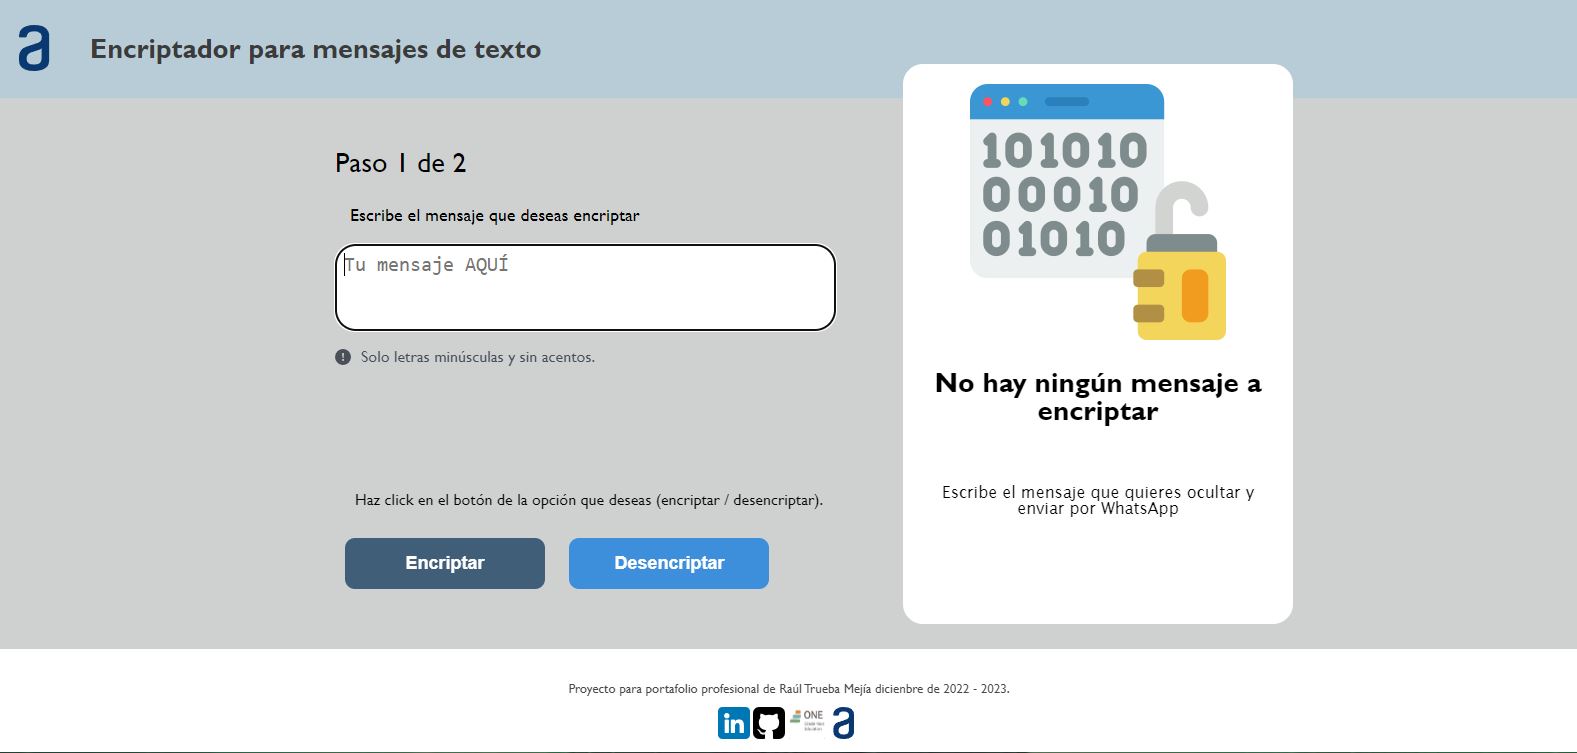 a
Encriptador para mensajes de texto
Paso 1 de 2
Escribe el mensaje que deseas encriptar
Tu mensaje AQUÍ
Solo letras minúsculas y sin acentos.
Haz click en el botón de la opción que deseas (encriptar / desencriptar).
Encriptar
Desencriptar
101010
00010
01010
No hay ningún mensaje a
encriptar
Escribe el mensaje que quieres ocultar y
enviar por WhatsApp
Proyecto para portafolio profesional de Raúl Trueba Mejía diciembre de 2022 - 2023.
in
ONE
a